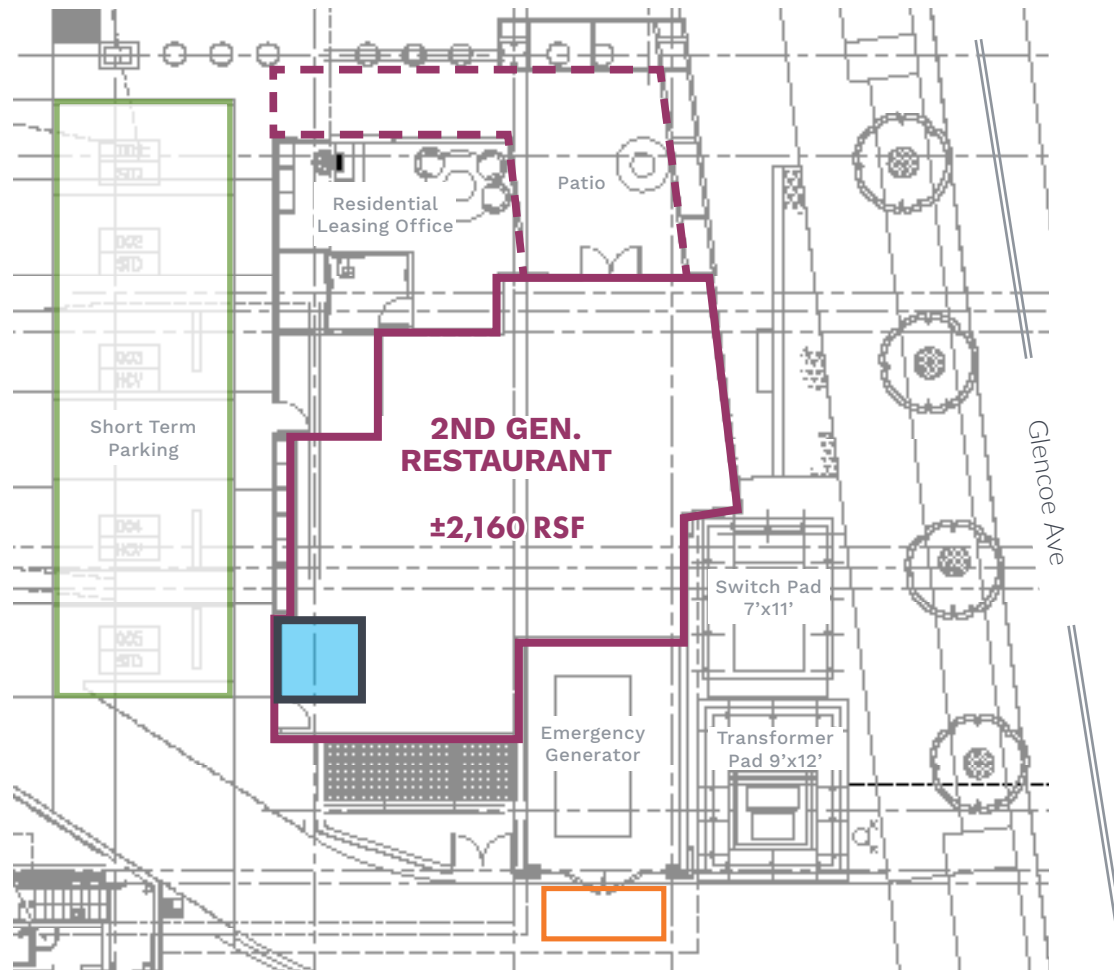 Residential
Leasing Office
Patio
Short Term
Parking
2ND GEN.
RESTAURANT
±2,160 RSF
Glencoe Ave
Switch Pad
7’x11’
Emergency
Generator
Transformer
Pad 9’x12’